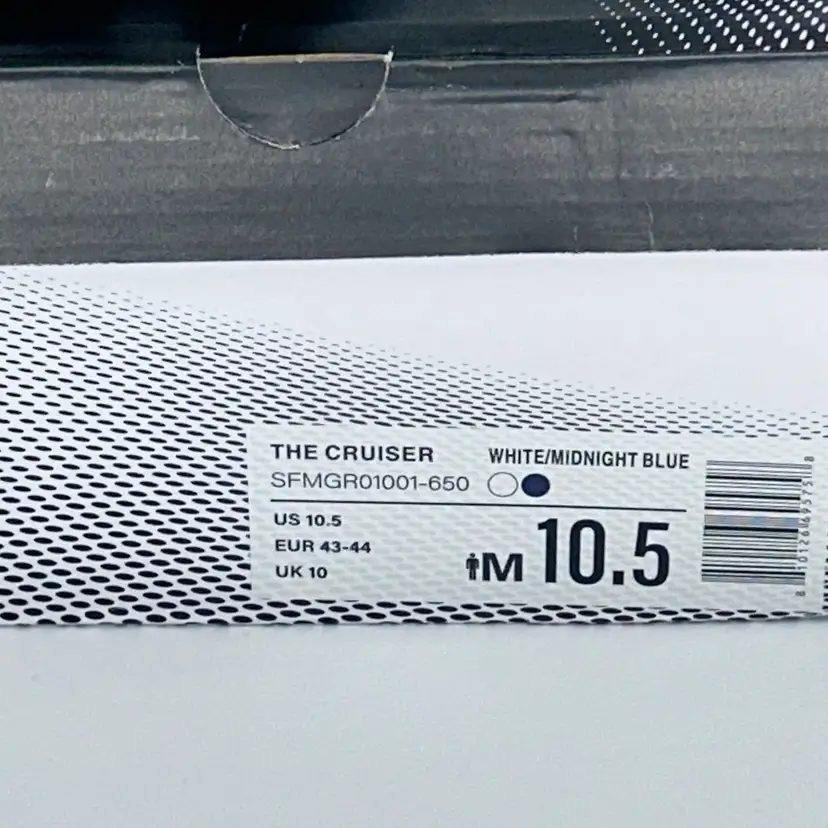 THE CRUISER
SFMGR01001-650
WHITE/MIDNIGHT BLUE
US 10.5
EUR 43-44
UK 10
M 10.5